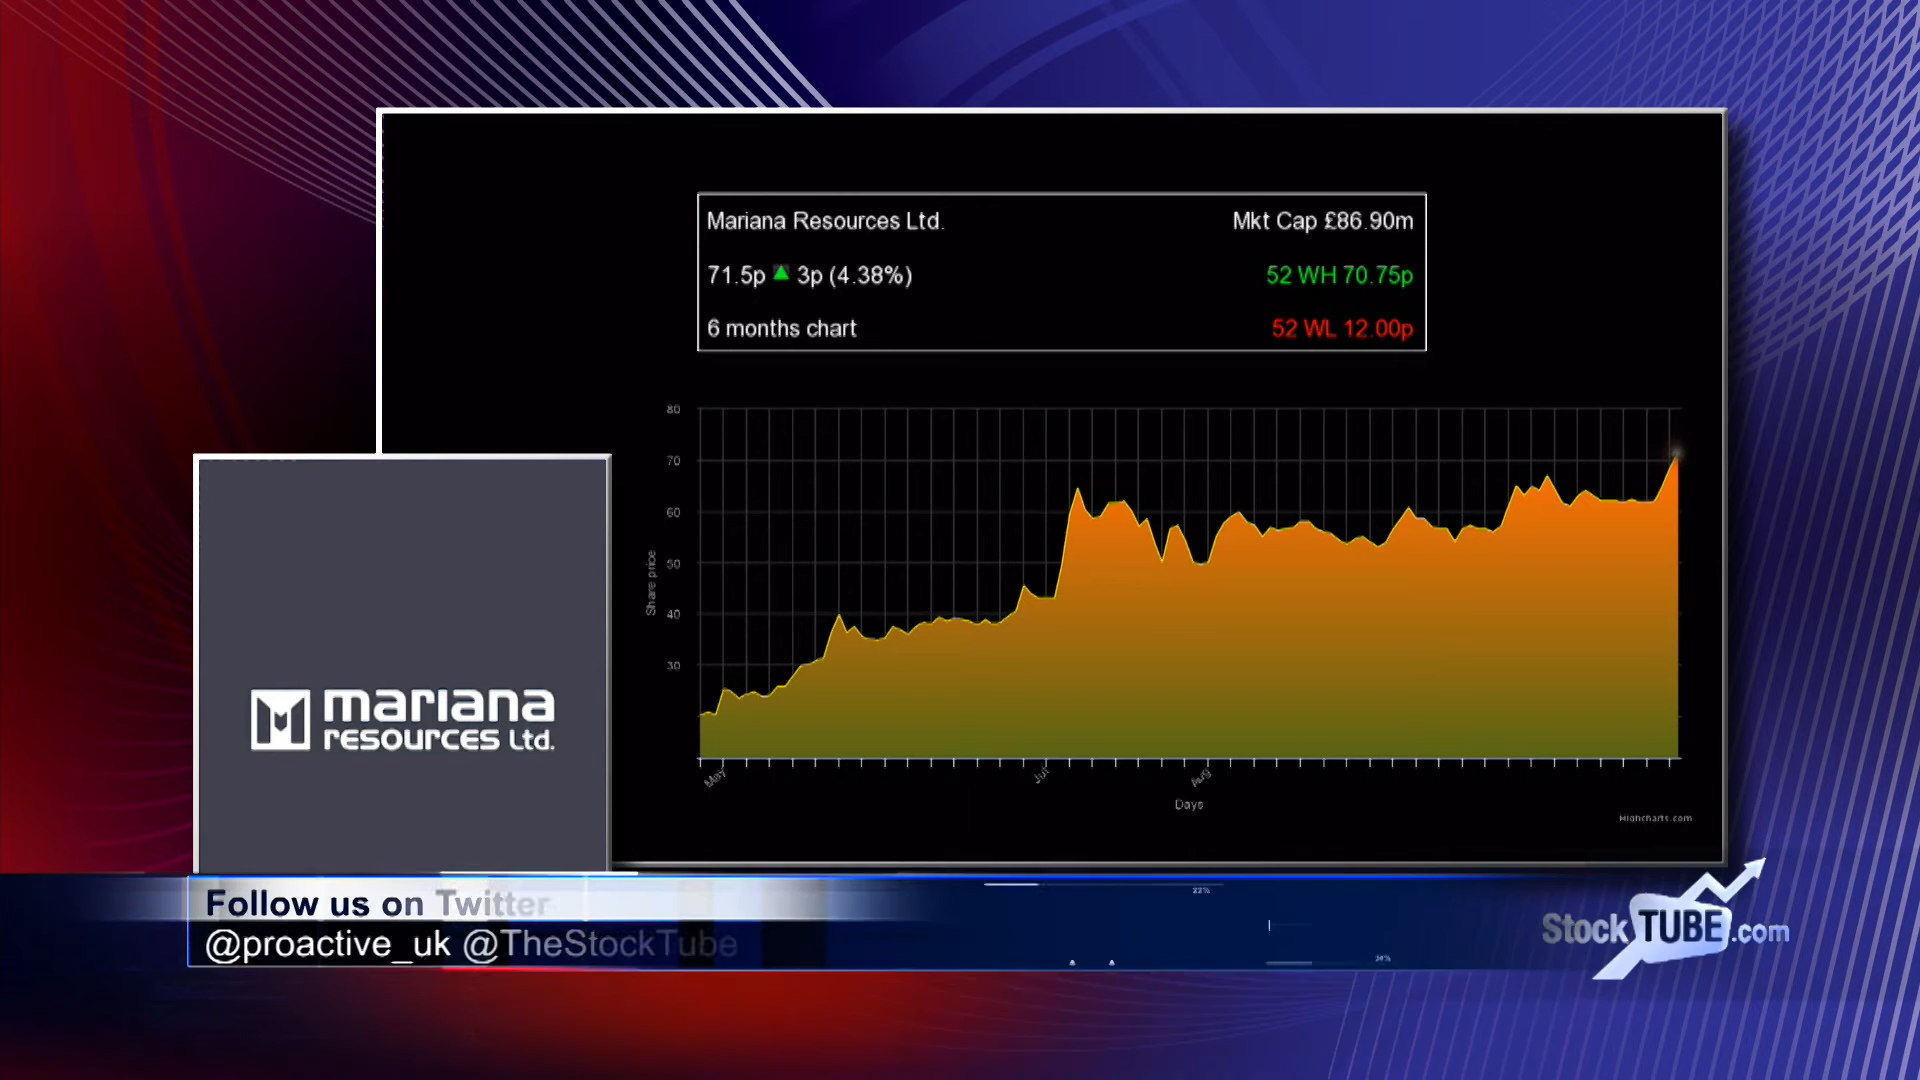 Mariana Resources Ltd.
Mkt Cap £86.90m
71.5p ▲ 3p (4.38%)
52 WH 70.75p
6 months chart
52 WL 12.00p
80
70
60
50
40
30
Share price
May
Jul
Aug
Days
Highcharts.com
mariana
resources Ltd.
Follow us on Twitter
@proactive_uk @TheStockTube
22%
StockTUBE.com